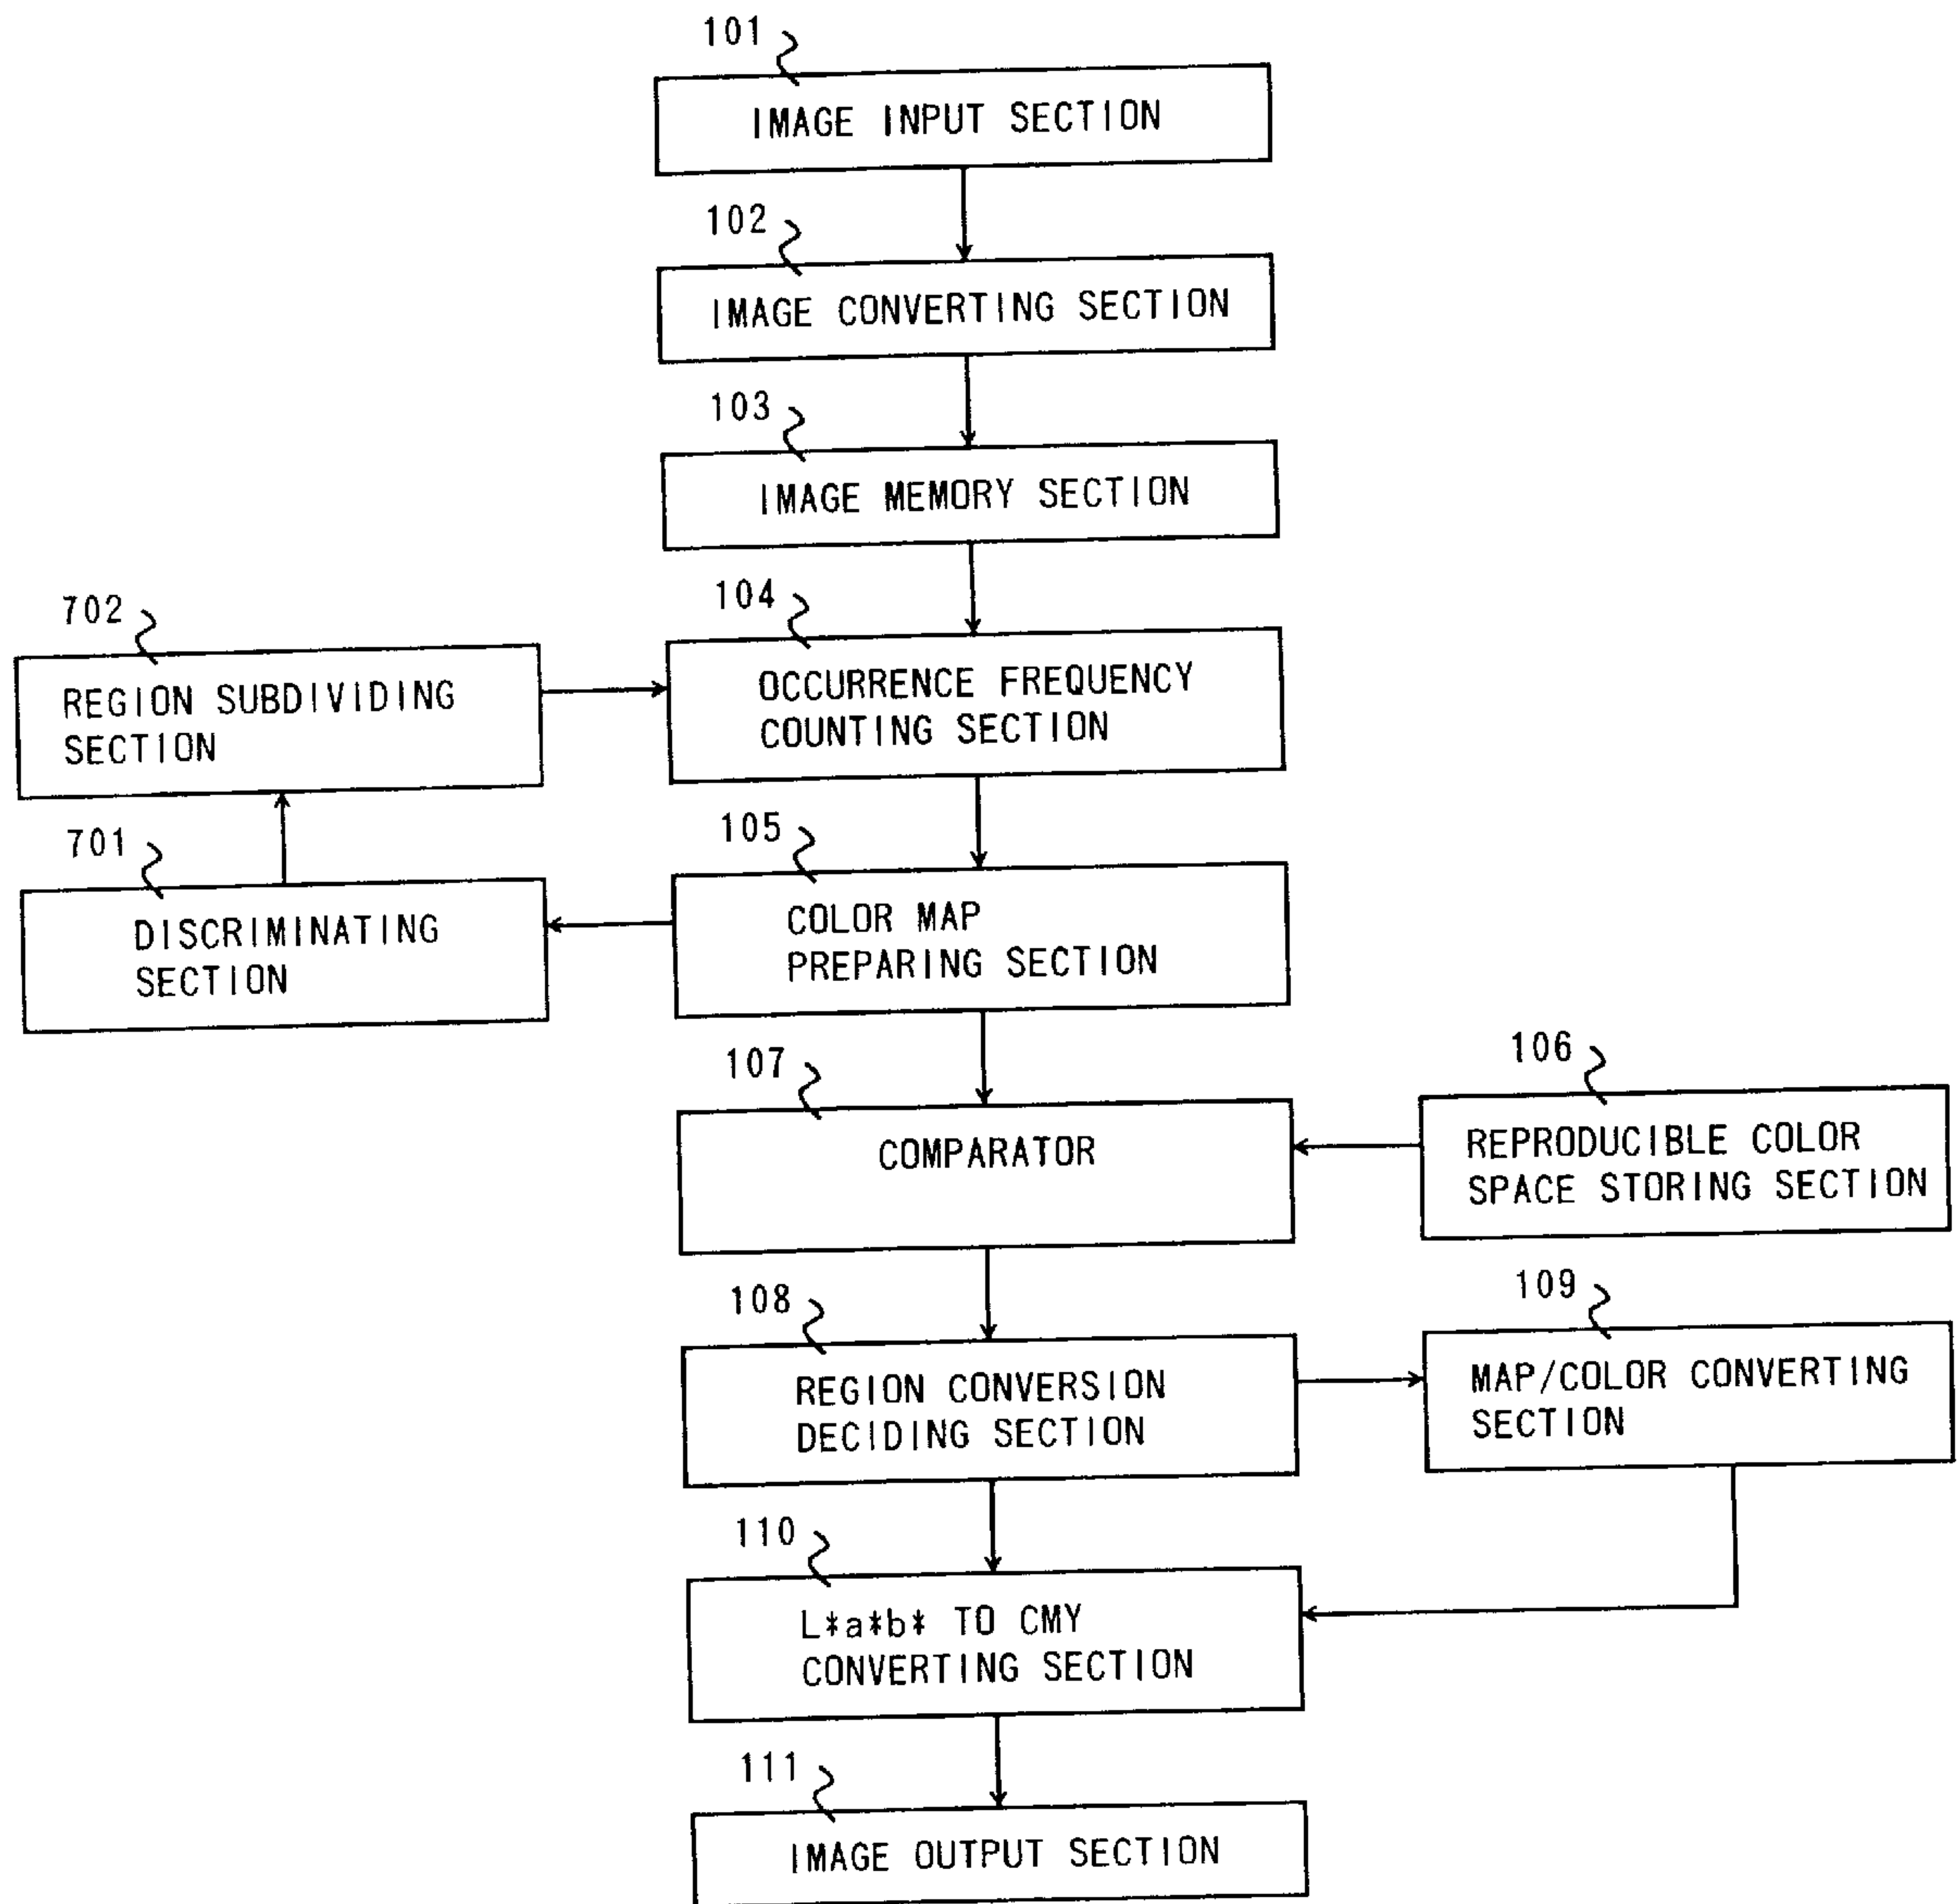 101
IMAGE INPUT SECTION
102
IMAGE CONVERTING SECTION
103
IMAGE MEMORY SECTION
702
REGION SUBDIVIDING
SECTION
104
OCCURRENCE FREQUENCY
COUNTING SECTION
701
DISCRIMINATING
SECTION
105
COLOR MAP
PREPARING SECTION
107
COMPARATOR
106
REPRODUCIBLE COLOR
SPACE STORING SECTION
108
REGION CONVERSION
DECIDING SECTION
109
MAP/COLOR CONVERTING
SECTION
110
L*a*b* TO CMY
CONVERTING SECTION
111
IMAGE OUTPUT SECTION